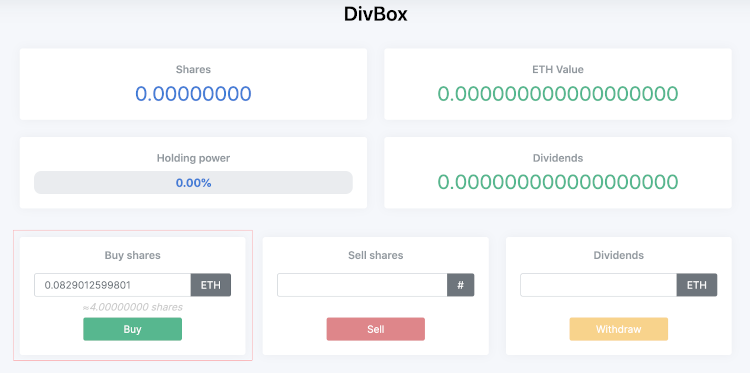 DivBox
Shares
0.00000000
ETH Value
0.000000000000000000
Holding power
0.00%
Dividends
0.000000000000000000
Buy shares
0.0829012599801 ETH
≈4.00000000 shares
Buy
Sell shares
#
Sell
Dividends
ETH
Withdraw